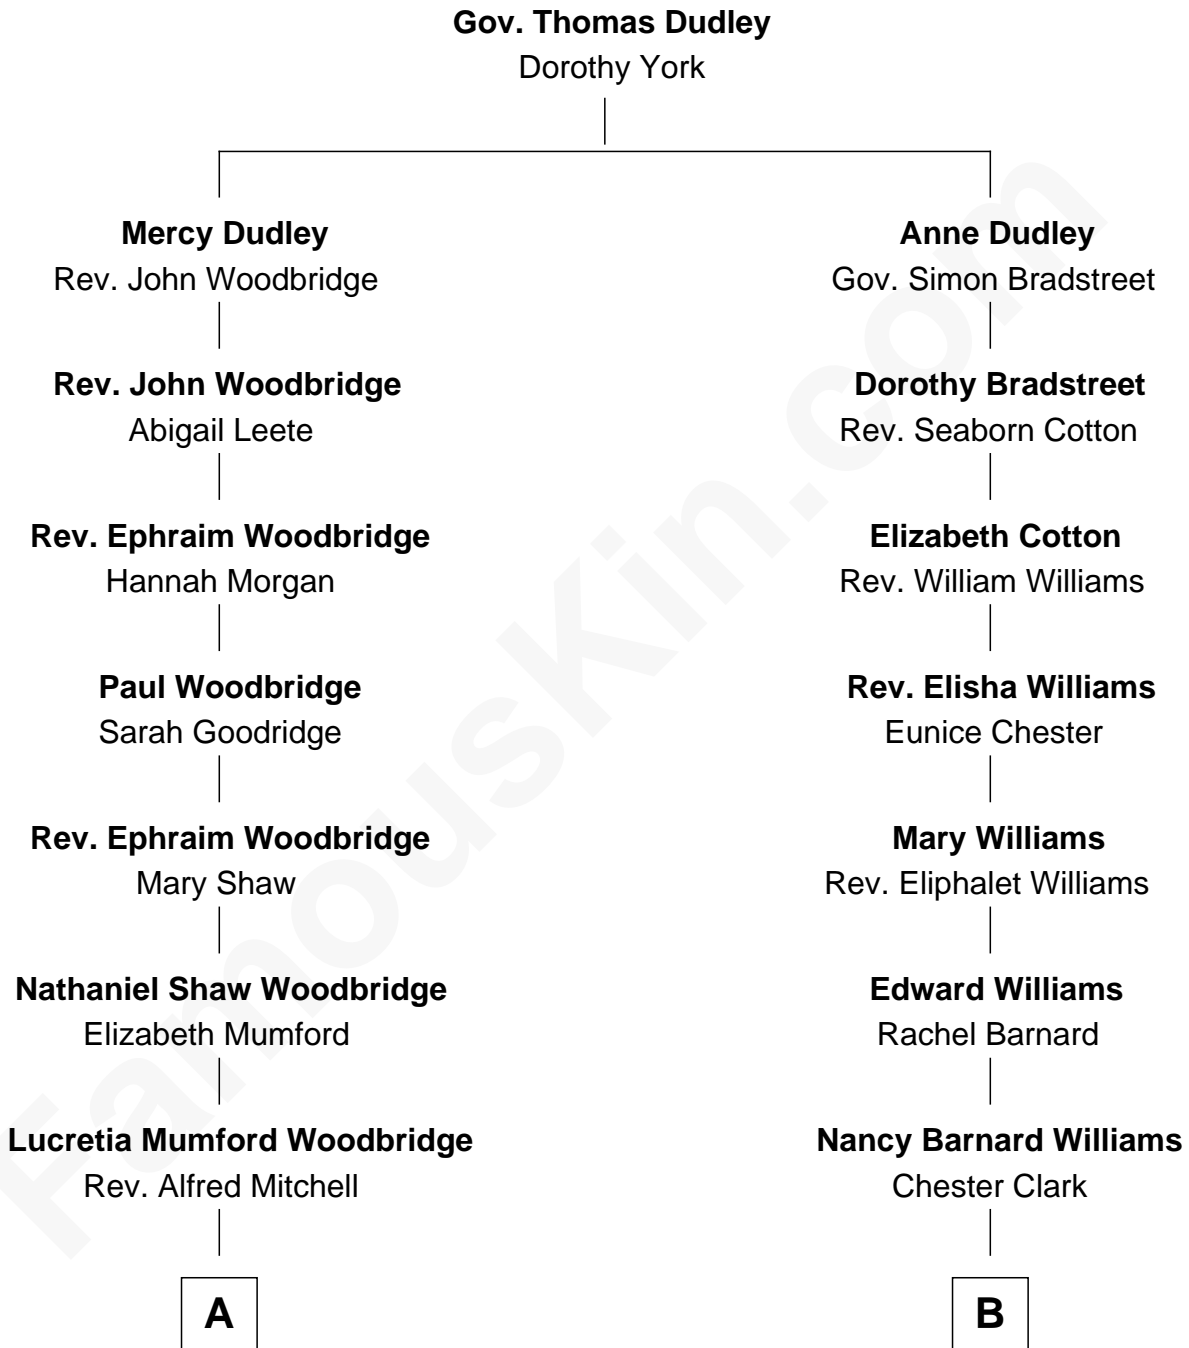 Gov. Thomas Dudley
Dorothy York
Mercy Dudley
Rev. John Woodbridge
Anne Dudley
Gov. Simon Bradstreet
Rev. John Woodbridge
Abigail Leete
Dorothy Bradstreet
Rev. Seaborn Cotton
Rev. Ephraim Woodbridge
Hannah Morgan
Elizabeth Cotton
Rev. William Williams
Paul Woodbridge
Sarah Goodridge
Rev. Elisha Williams
Eunice Chester
Rev. Ephraim Woodbridge
Mary Shaw
Mary Williams
Rev. Eliphalet Williams
Nathaniel Shaw Woodbridge
Elizabeth Mumford
Edward Williams
Rachel Barnard
Lucretia Mumford Woodbridge
Rev. Alfred Mitchell
Nancy Barnard Williams
Chester Clark
A
B
FamousKin.com